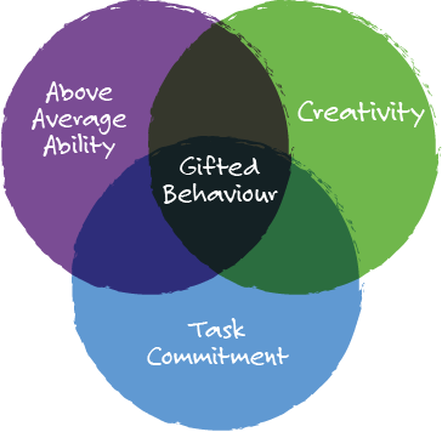 Above
Average
Ability
Creativity
Gifted
Behaviour
Task
Commitment